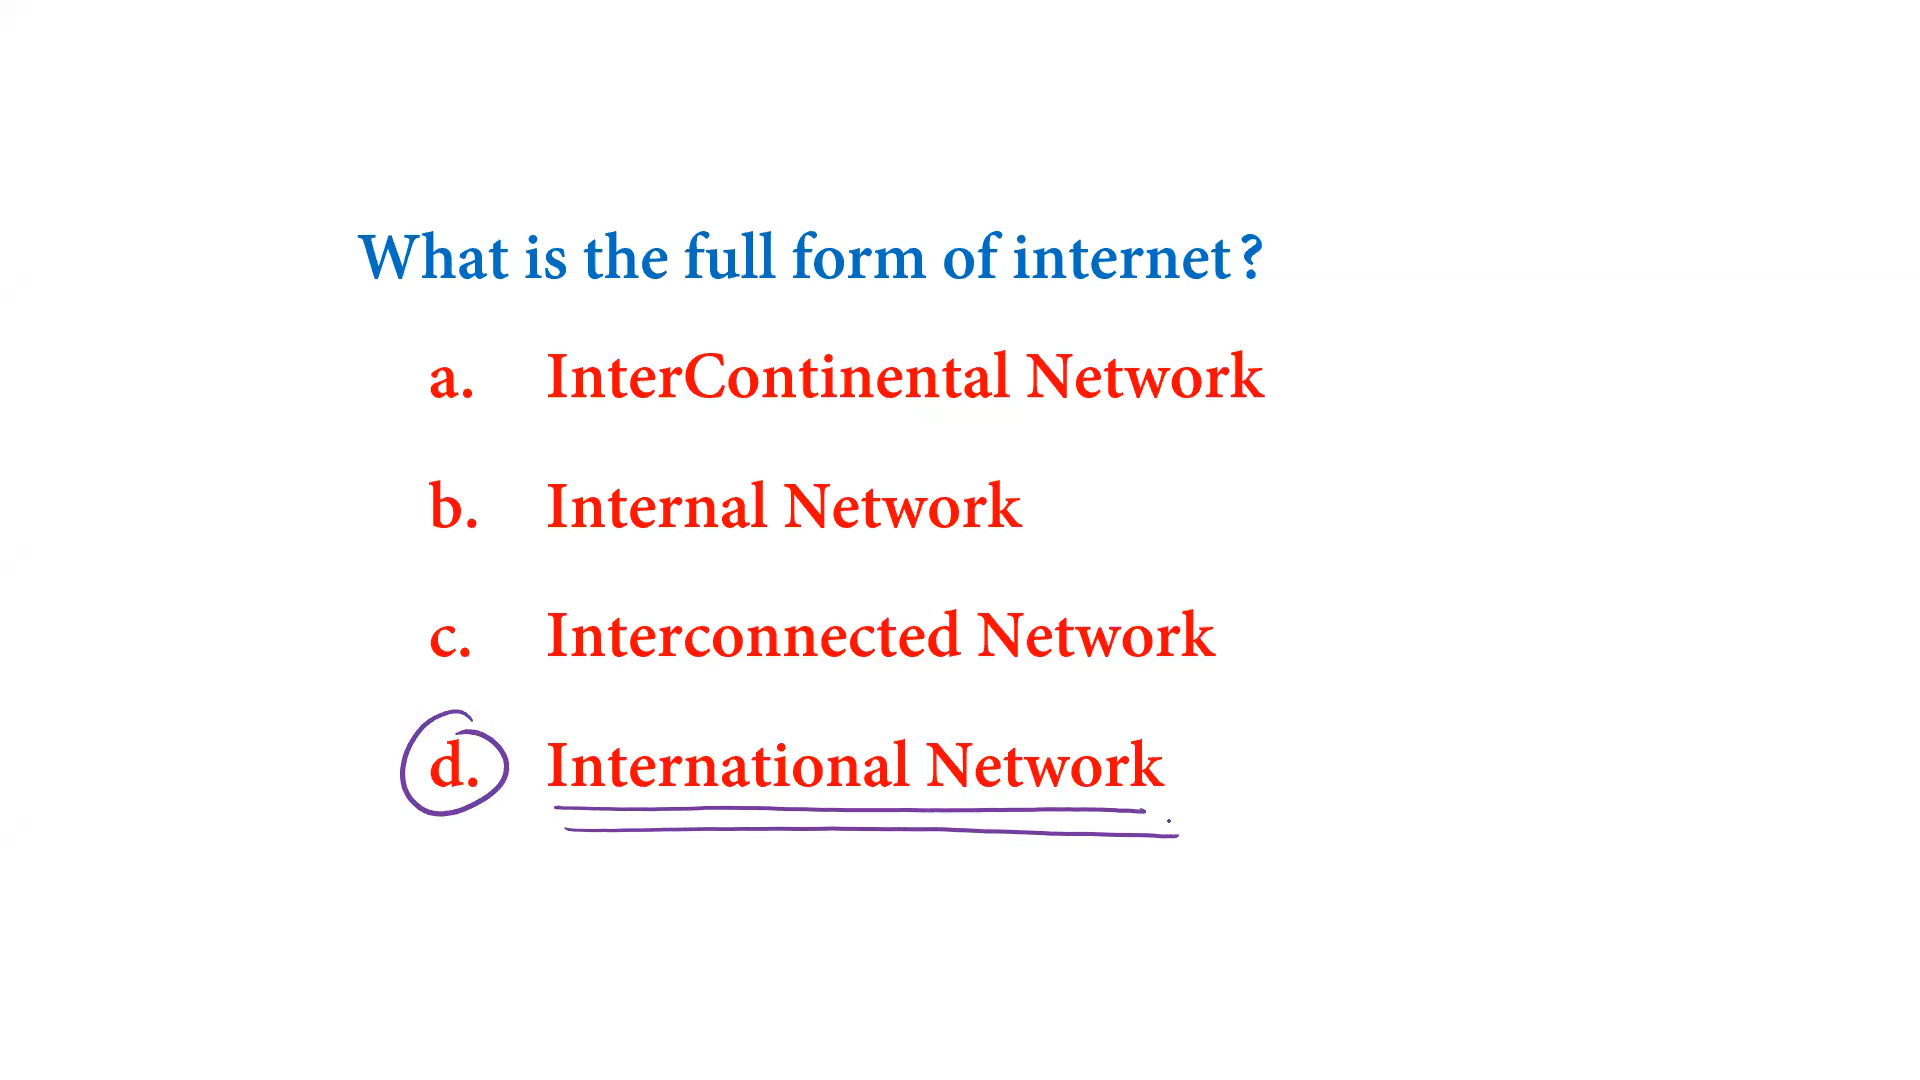 What is the full form of internet?
a. InterContinental Network
b. Internal Network
c. Interconnected Network
d. International Network